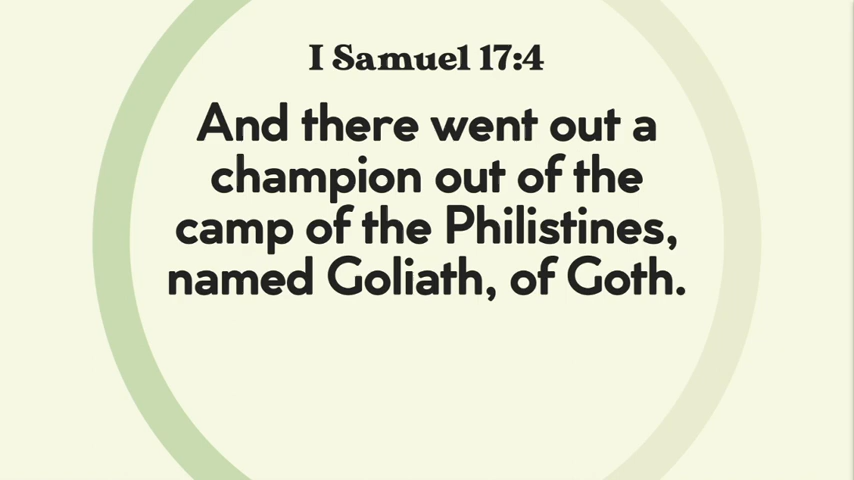 I Samuel 17:4
And there went out a
champion out of the
camp of the Philistines,
named Goliath, of Goth.